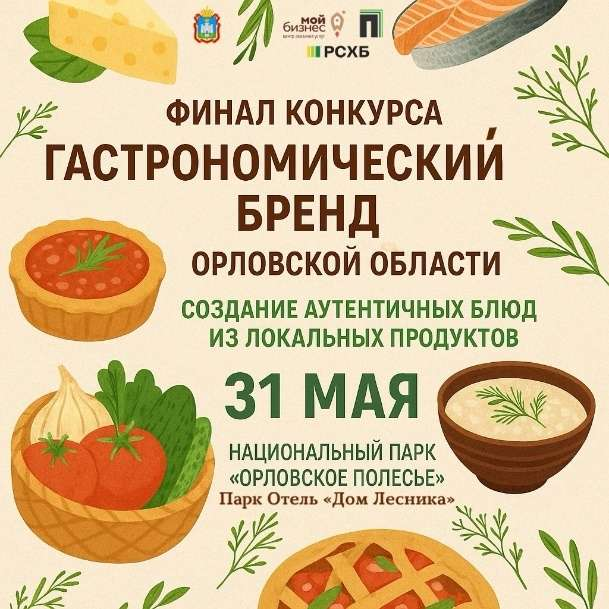 мой
бизнес
РСХБ
ФИНАЛ КОНКУРСА
ГАСТРОНОМИЧЕСКИЙ
БРЕНД
ОРЛОВСКОЙ ОБЛАСТИ
СОЗДАНИЕ АУТЕНТИЧНЫХ БЛЮД
ИЗ ЛОКАЛЬНЫХ ПРОДУКТОВ
31 МАЯ
НАЦИОНАЛЬНЫЙ ПАРК
«ОРЛОВСКОЕ ПОЛЕСЬЕ»
Парк Отель «Дом Лесника»